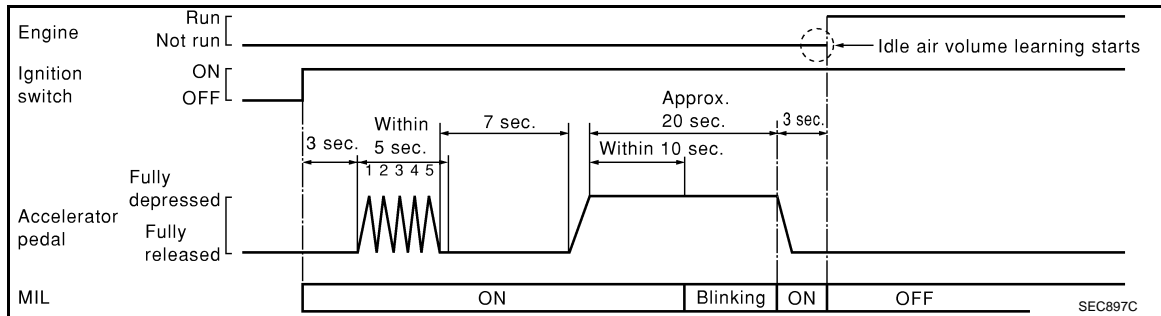 Engine
Run
Not run
Idle air volume learning starts
Ignition
switch
ON
OFF
3 sec.
Within
5 sec.
1 2 3 4 5
7 sec.
Approx.
20 sec.
Within 10 sec.
3 sec.
Accelerator
pedal
Fully
depressed
Fully
released
MIL
ON
Blinking
ON
OFF
SEC897C